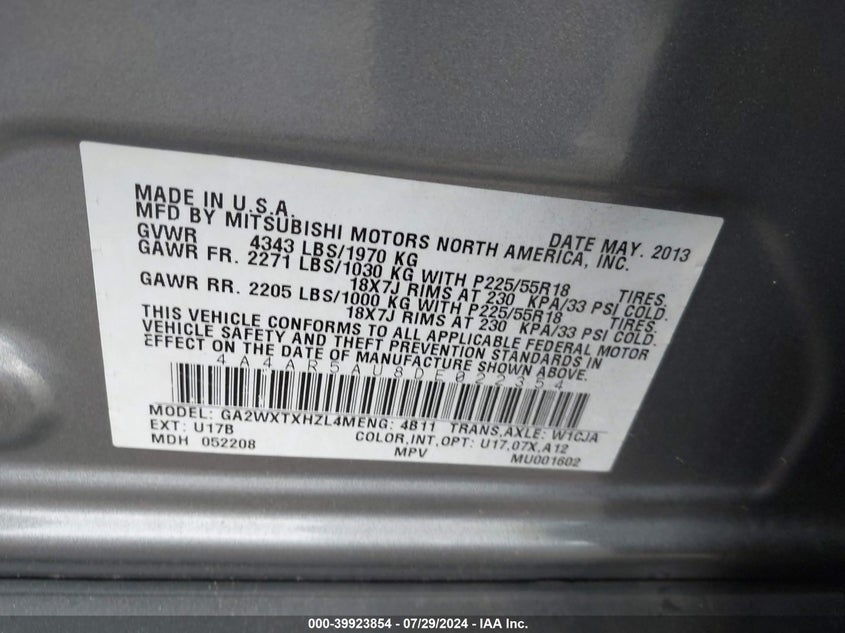 MADE IN U.S.A.
MFD BY MITSUBISHI MOTORS NORTH AMERICA, INC. DATE MAY. 2013
GVWR 4343 LBS/1970 KG
GAWR FR. 2271 LBS/1030 KG WITH P225/55R18 TIRES.
18X7J RIMS AT 230 KPA/33 PSI COLD.
GAWR RR. 2205 LBS/1000 KG WITH P225/55R18 TIRES.
18X7J RIMS AT 230 KPA/33 PSI COLD.
THIS VEHICLE CONFORMS TO ALL APPLICABLE FEDERAL MOTOR
VEHICLE SAFETY AND THEFT PREVENTION STANDARDS IN
EFFECT ON THE DATE OF MANUFACTURE SHOWN ABOVE.
4A4AR5AU8DE022354
MODEL: GA2WXTXHZL4MENG: 4B11 TRANS,AXLE: W1CJA
EXT: U17B COLOR,INT,OPT: U17,07X,A12
MDH 052208 MPV MU001602
000-39923854 / 07/29/2024 - IAA Inc.